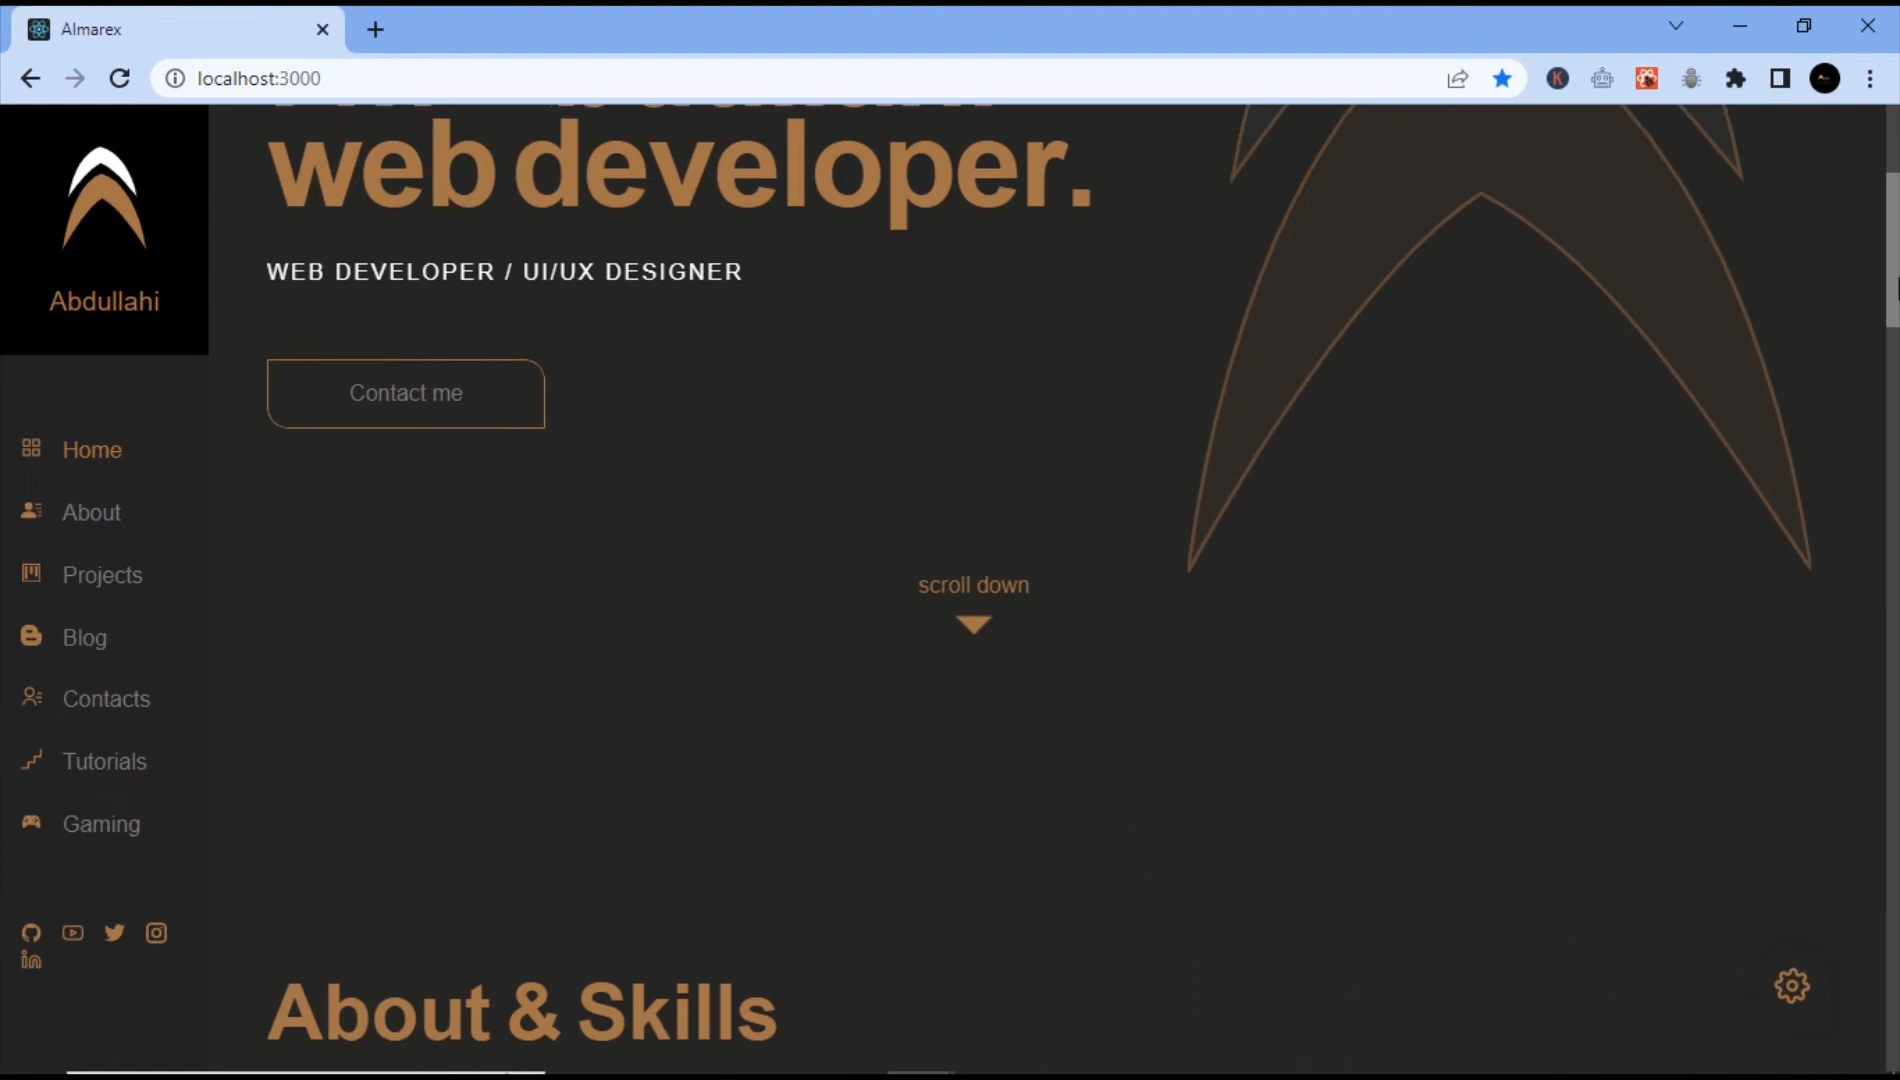 Almarex
localhost:3000
K
web developer.
WEB DEVELOPER / UI/UX DESIGNER
Abdullahi
Contact me
Home
About
Projects
Blog
Contacts
Tutorials
Gaming
scroll down
in
About & Skills